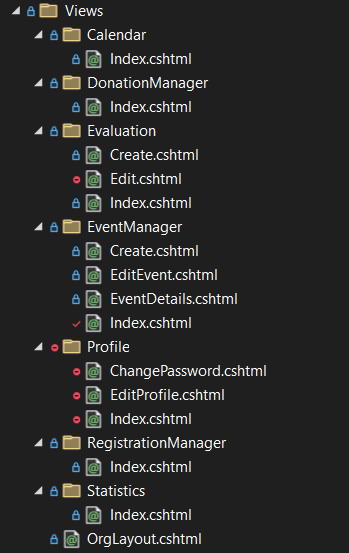 Views
Calendar
Index.cshtml
DonationManager
Index.cshtml
Evaluation
Create.cshtml
Edit.cshtml
Index.cshtml
EventManager
Create.cshtml
EditEvent.cshtml
EventDetails.cshtml
Index.cshtml
Profile
ChangePassword.cshtml
EditProfile.cshtml
Index.cshtml
RegistrationManager
Index.cshtml
Statistics
Index.cshtml
OrgLayout.cshtml